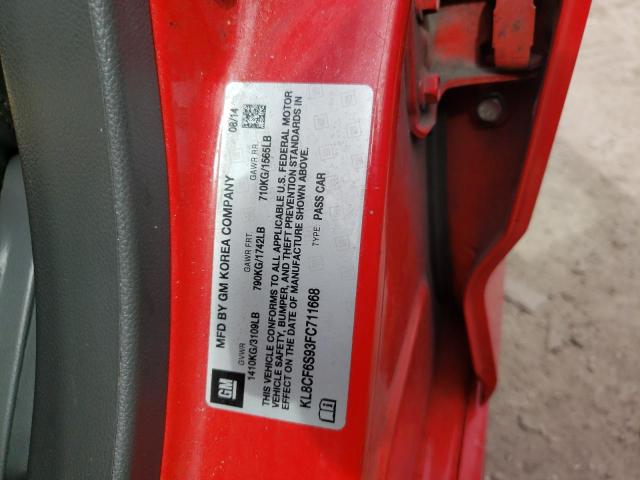 GM
MFD BY GM KOREA COMPANY 08/14
GVWR GAWR FRT GAWR RR
1410KG/3109LB 790KG/1742LB 710KG/1565LB
THIS VEHICLE CONFORMS TO ALL APPLICABLE U.S. FEDERAL MOTOR
VEHICLE SAFETY, BUMPER, AND THEFT PREVENTION STANDARDS IN
EFFECT ON THE DATE OF MANUFACTURE SHOWN ABOVE.
KL8CF6S93FC711668 TYPE: PASS CAR